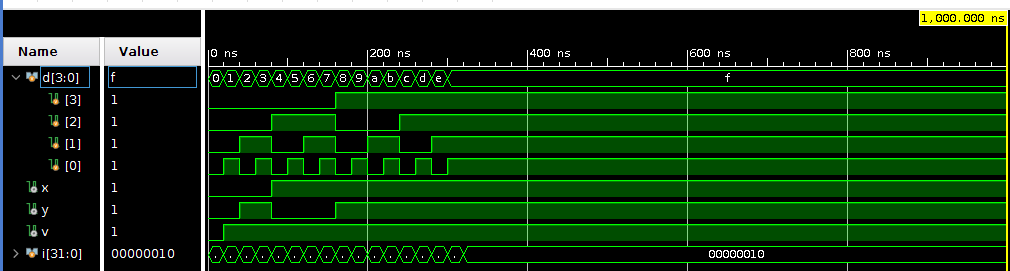 1,000.000 ns
Name Value
0 ns 200 ns 400 ns 600 ns 800 ns
d[3:0] f 0 1 2 3 4 5 6 7 8 9 a b c d e f
[3] 1
[2] 1
[1] 1
[0] 1
x 1
y 1
v 1
i[31:0] 00000010 . . . . . . . . . . . . . . . . 00000010